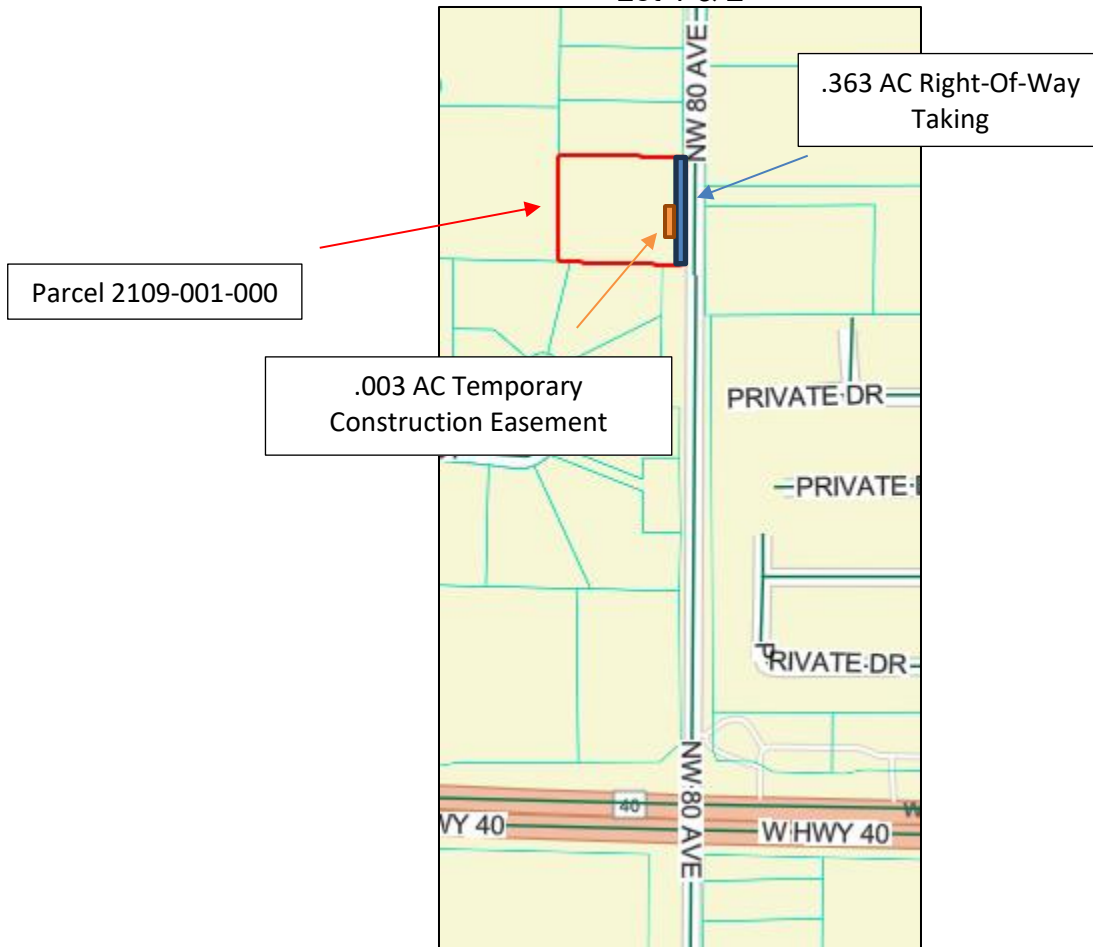 NW 80 AVE
.363 AC Right-Of-Way
Taking
Parcel 2109-001-000
.003 AC Temporary
Construction Easement
PRIVATE DR
PRIVATE
PRIVATE DR
NW 80 AVE
40
WY 40
W HWY 40
W